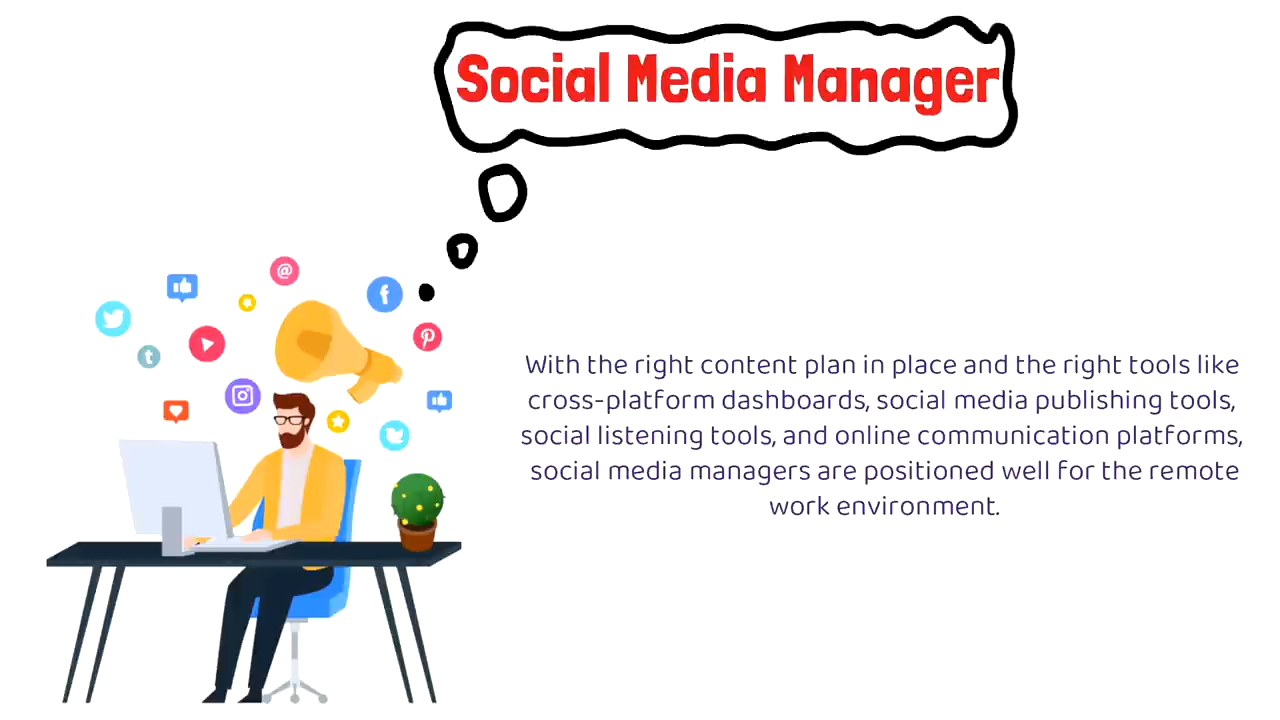 Social Media Manager
With the right content plan in place and the right tools like
cross-platform dashboards, social media publishing tools,
social listening tools, and online communication platforms,
social media managers are positioned well for the remote
work environment.